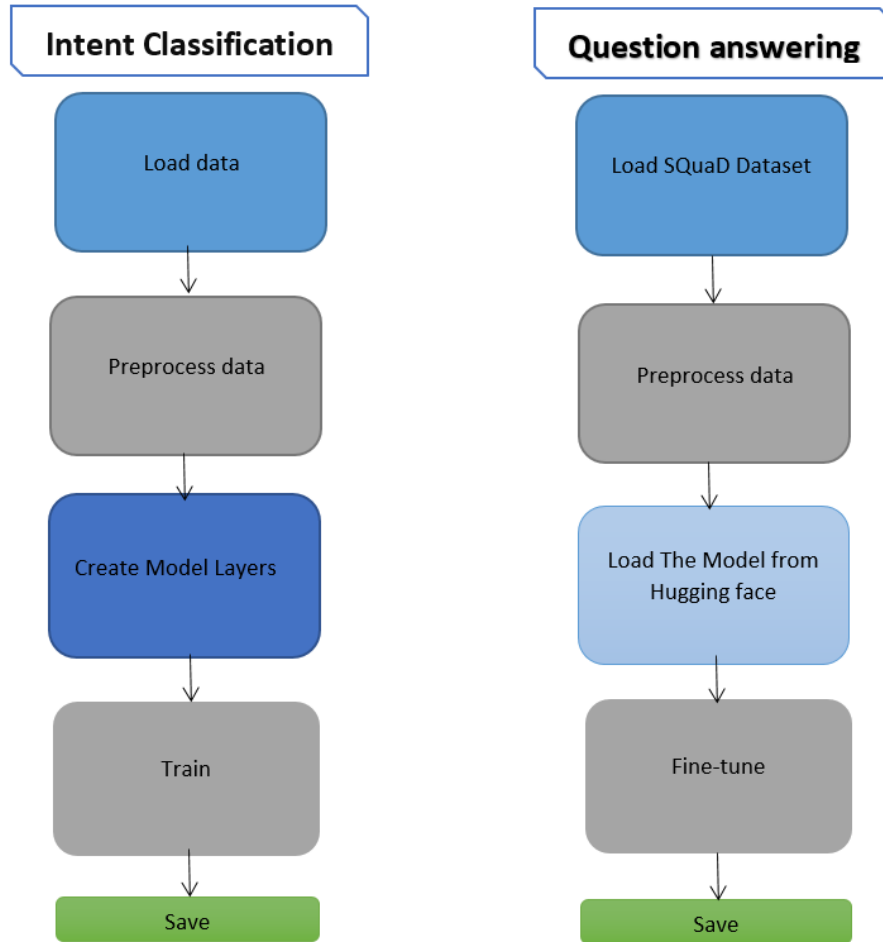 Intent Classification
Load data
Preprocess data
Create Model Layers
Train
Save
Question answering
Load SQuaD Dataset
Preprocess data
Load The Model from
Hugging face
Fine-tune
Save